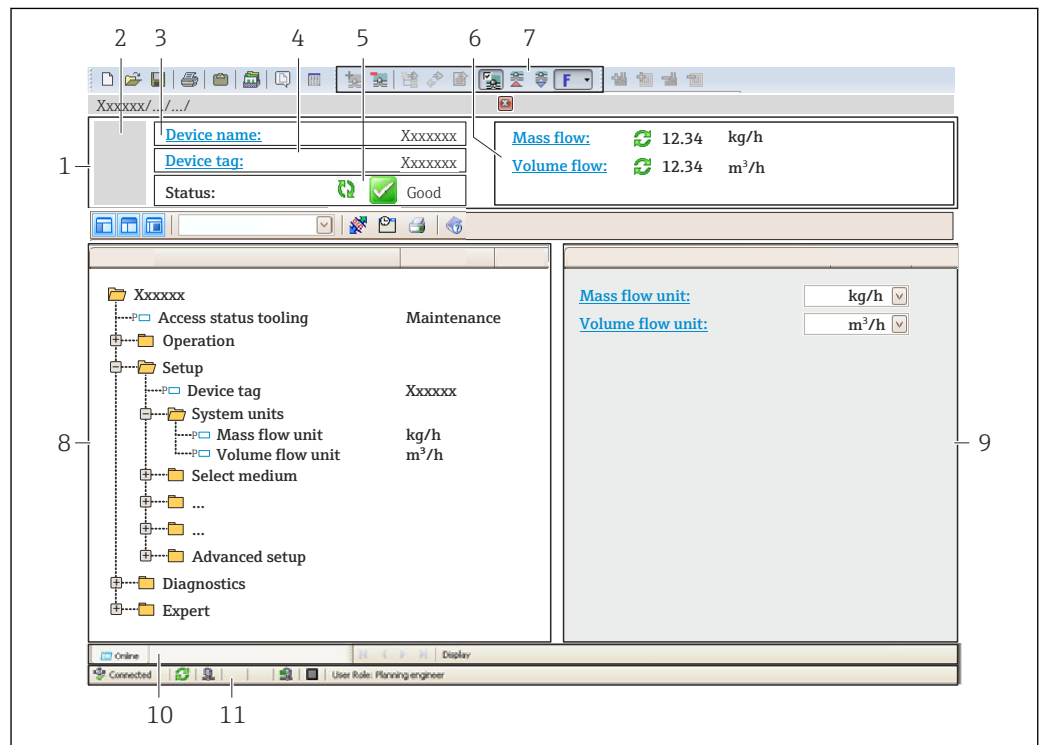 2 3 4 5 6 7
F
Xxxxxx/.../.../
1
Device name: Xxxxxxx
Device tag: Xxxxxxx
Status: Good
Mass flow: 12.34 kg/h
Volume flow: 12.34 m³/h
Xxxxxx
P Access status tooling Maintenance
Operation
Setup
P Device tag Xxxxxx
System units
P Mass flow unit kg/h
P Volume flow unit m³/h
Select medium
...
...
Advanced setup
Diagnostics
Expert
8
Mass flow unit: kg/h
Volume flow unit: m³/h
9
Online Display
Connected User Role: Planning engineer
10 11